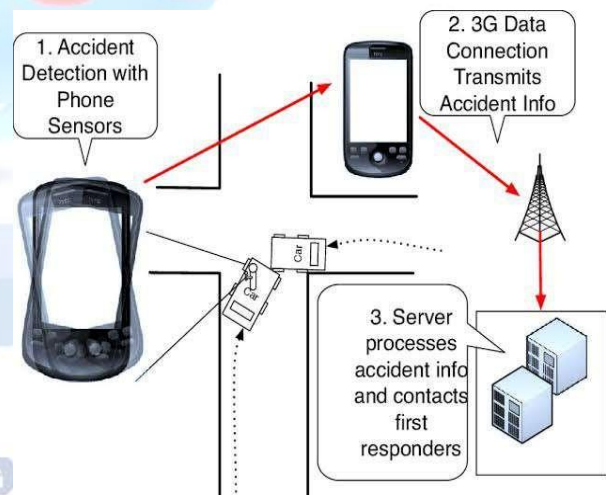 1. Accident
Detection with
Phone
Sensors
2. 3G Data
Connection
Transmits
Accident Info
Car
Car
3. Server
processes
accident info
and contacts
first
responders